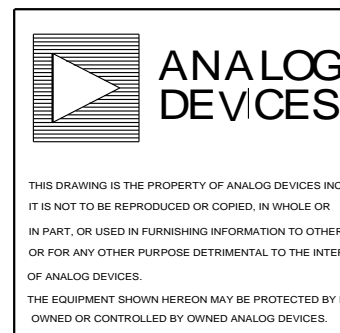 ANALOG
DEVICES
THIS DRAWING IS THE PROPERTY OF ANALOG DEVICES INC
IT IS NOT TO BE REPRODUCED OR COPIED, IN WHOLE OR
IN PART, OR USED IN FURNISHING INFORMATION TO OTHER
OR FOR ANY OTHER PURPOSE DETRIMENTAL TO THE INTE
OF ANALOG DEVICES.
THE EQUIPMENT SHOWN HEREON MAY BE PROTECTED BY
OWNED OR CONTROLLED BY OWNED ANALOG DEVICES.